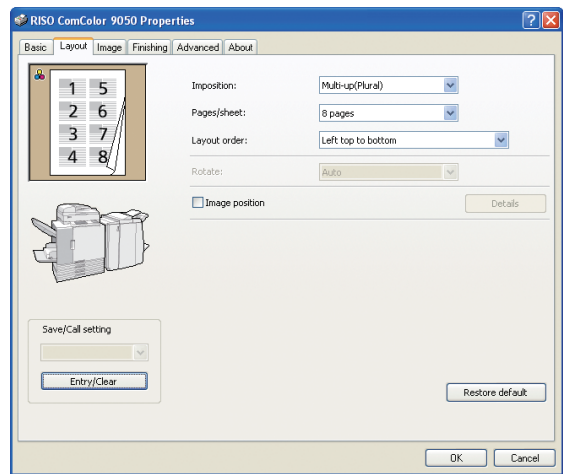 RISO ComColor 9050 Properties
Basic Layout Image Finishing Advanced About
1 5
2 6
3 7
4 8
Imposition: Multi-up(Plural)
Pages/sheet: 8 pages
Layout order: Left top to bottom
Rotate: Auto
Image position Details
Save/Call setting
Entry/Clear
Restore default
OK Cancel